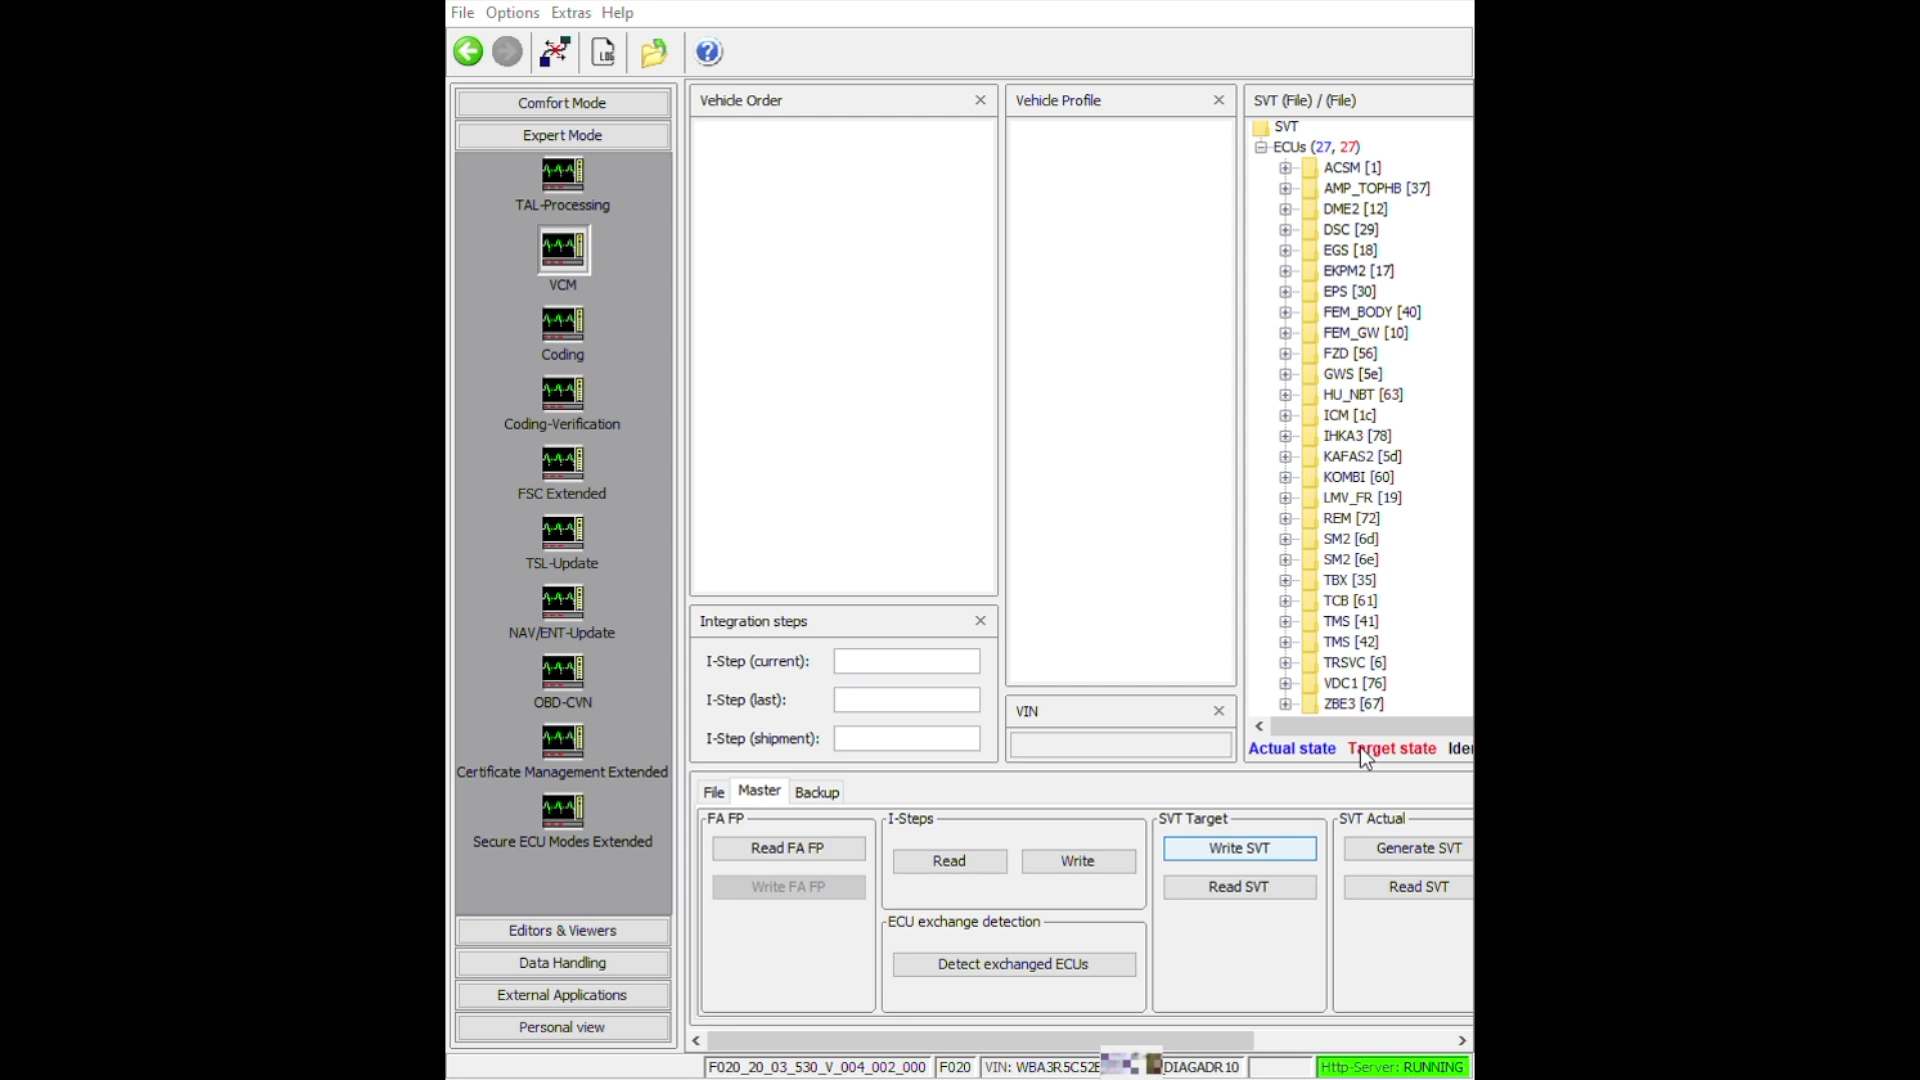 File Options Extras Help
LOG
Comfort Mode
Expert Mode
TAL-Processing
VCM
Coding
Coding-Verification
FSC Extended
TSL-Update
NAV/ENT-Update
OBD-CVN
Certificate Management Extended
Secure ECU Modes Extended
Editors & Viewers
Data Handling
External Applications
Personal view
Vehicle Order
Integration steps
I-Step (current):
I-Step (last):
I-Step (shipment):
Vehicle Profile
VIN
SVT (File) / (File)
SVT
ECUs (27, 27)
ACSM [1]
AMP_TOPHB [37]
DME2 [12]
DSC [29]
EGS [18]
EKPM2 [17]
EPS [30]
FEM_BODY [40]
FEM_GW [10]
FZD [56]
GWS [5e]
HU_NBT [63]
ICM [1c]
IHKA3 [78]
KAFAS2 [5d]
KOMBI [60]
LMV_FR [19]
REM [72]
SM2 [6d]
SM2 [6e]
TBX [35]
TCB [61]
TMS [41]
TMS [42]
TRSVC [6]
VDC1 [76]
ZBE3 [67]
Actual state Target state Iden
File Master Backup
FA FP
Read FA FP
Write FA FP
I-Steps
Read Write
ECU exchange detection
Detect exchanged ECUs
SVT Target
Write SVT
Read SVT
SVT Actual
Generate SVT
Read SVT
F020_20_03_530_V_004_002_000 F020 VIN: WBA3R5C52E DIAGADR10 Http-Server: RUNNING